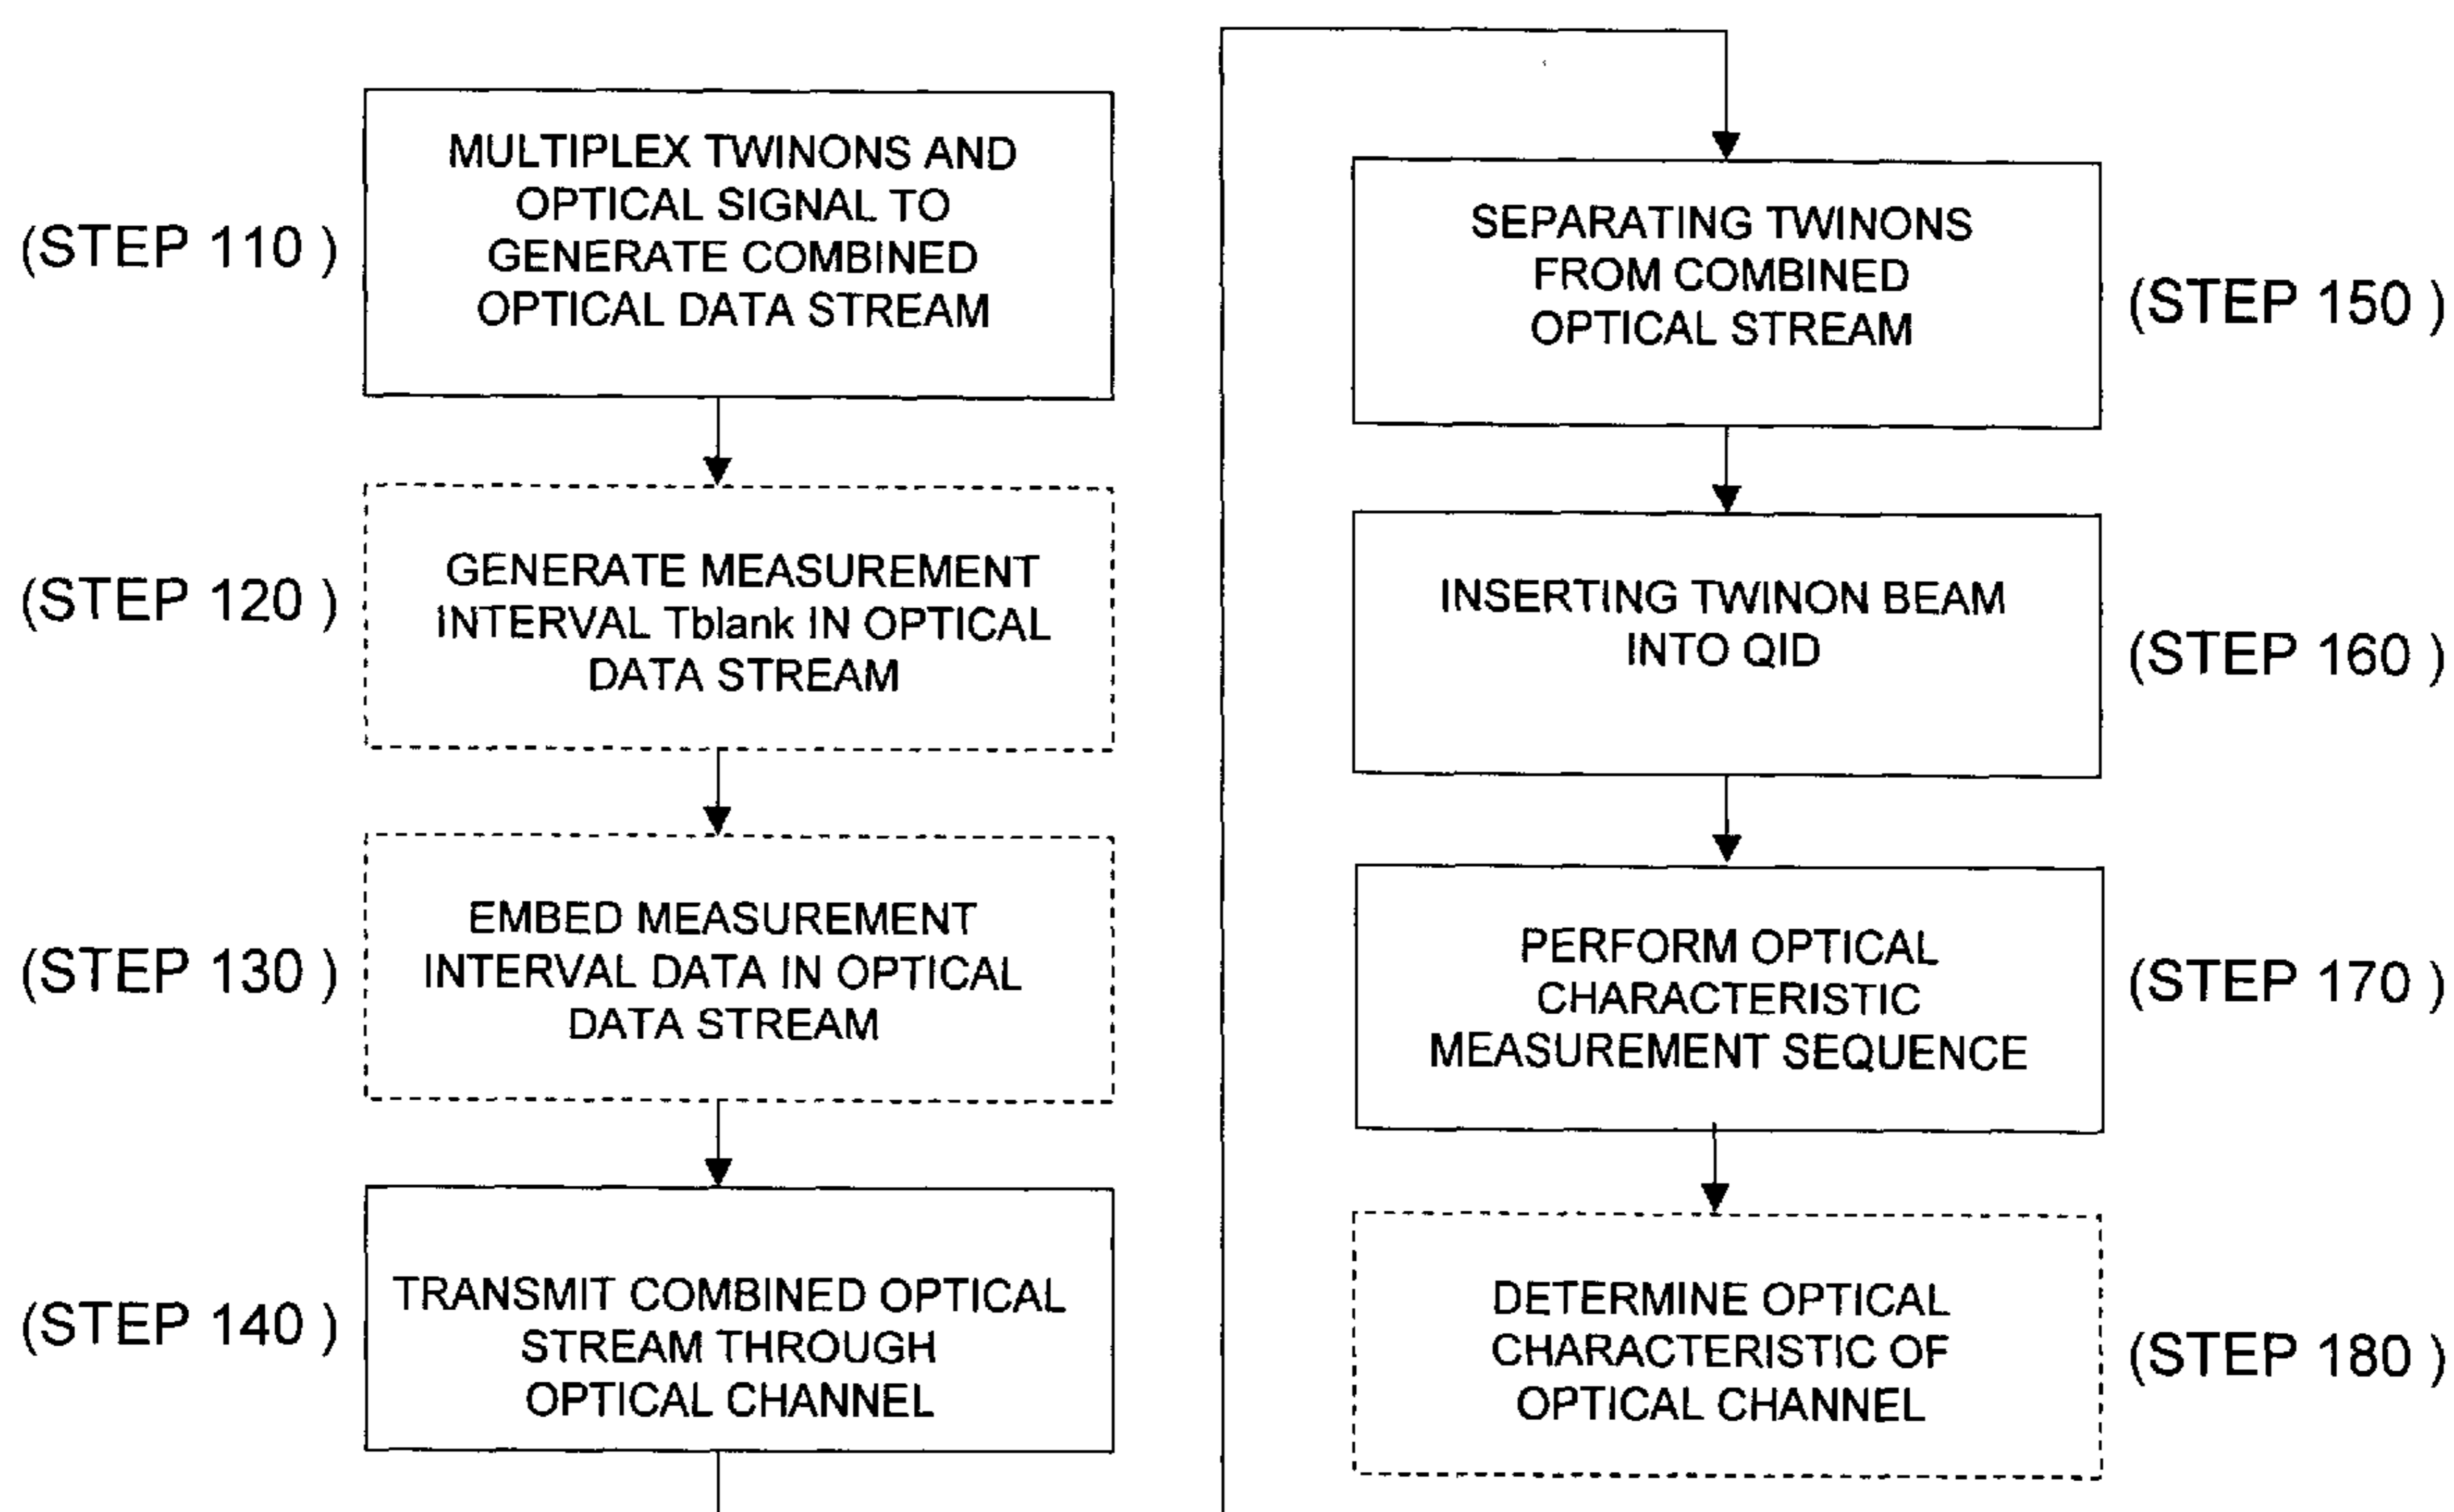 (STEP 110 )
MULTIPLEX TWINONS AND
OPTICAL SIGNAL TO
GENERATE COMBINED
OPTICAL DATA STREAM
(STEP 120 )
GENERATE MEASUREMENT
INTERVAL Tblank IN OPTICAL
DATA STREAM
(STEP 130 )
EMBED MEASUREMENT
INTERVAL DATA IN OPTICAL
DATA STREAM
(STEP 140 )
TRANSMIT COMBINED OPTICAL
STREAM THROUGH
OPTICAL CHANNEL
SEPARATING TWINONS
FROM COMBINED
OPTICAL STREAM
(STEP 150 )
INSERTING TWINON BEAM
INTO QID
(STEP 160 )
PERFORM OPTICAL
CHARACTERISTIC
MEASUREMENT SEQUENCE
(STEP 170 )
DETERMINE OPTICAL
CHARACTERISTIC OF
OPTICAL CHANNEL
(STEP 180 )